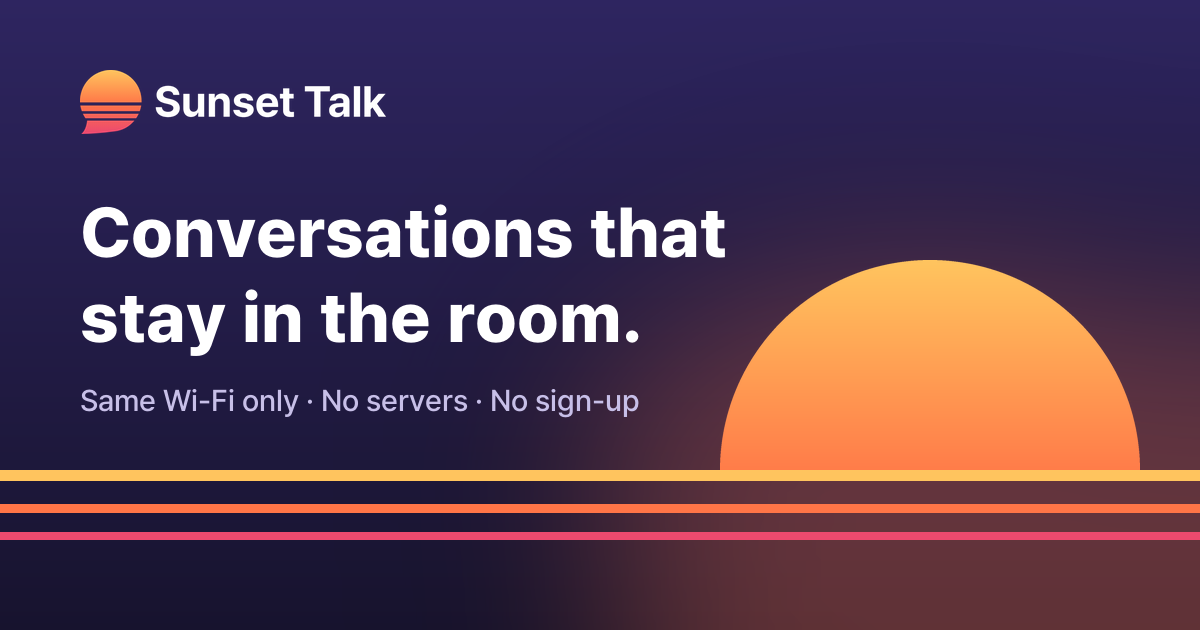 Sunset Talk
Conversations that
stay in the room.
Same Wi-Fi only · No servers · No sign-up